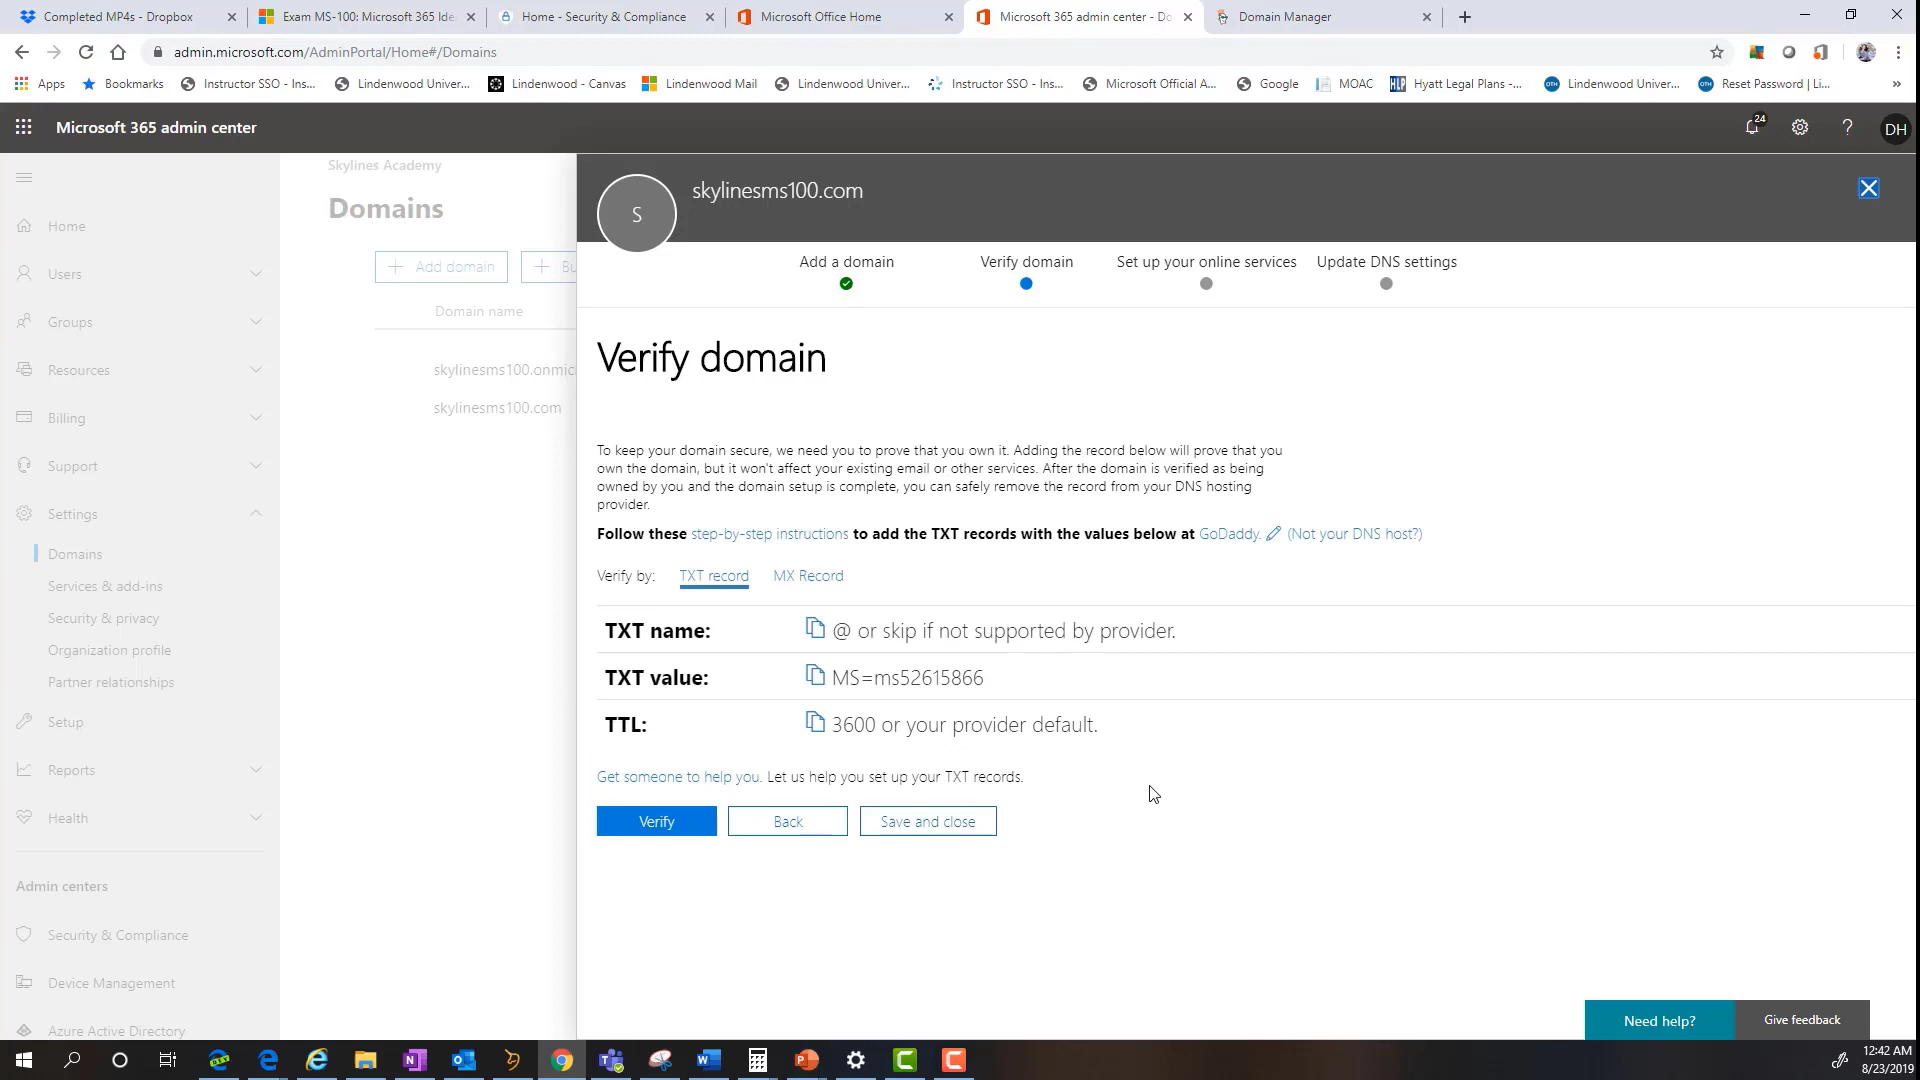 Completed MP4s - Dropbox
Exam MS-100: Microsoft 365 Ide
Home - Security & Compliance
Microsoft Office Home
Microsoft 365 admin center - Do
Domain Manager
admin.microsoft.com/AdminPortal/Home#/Domains
Apps
Bookmarks
Instructor SSO - Ins...
Lindenwood Univer...
Lindenwood - Canvas
Lindenwood Mail
Lindenwood Univer...
Instructor SSO - Ins...
Microsoft Official A...
Google
MOAC
HLP
Hyatt Legal Plans -...
Lindenwood Univer...
Reset Password | Li...
»
Microsoft 365 admin center
24
?
DH
Home
Users
Groups
Resources
Billing
Support
Settings
Domains
Services & add-ins
Security & privacy
Organization profile
Partner relationships
Setup
Reports
Health
Admin centers
Security & Compliance
Device Management
Azure Active Directory
Skylines Academy
Domains
Add domain
Bu
Domain name
skylinesms100.onmic
skylinesms100.com
S
skylinesms100.com
Add a domain
Verify domain
Set up your online services
Update DNS settings
Verify domain
To keep your domain secure, we need you to prove that you own it. Adding the record below will prove that you
own the domain, but it won't affect your existing email or other services. After the domain is verified as being
owned by you and the domain setup is complete, you can safely remove the record from your DNS hosting
provider.
Follow these step-by-step instructions to add the TXT records with the values below at GoDaddy. (Not your DNS host?)
Verify by: TXT record MX Record
TXT name: @ or skip if not supported by provider.
TXT value: MS=ms52615866
TTL: 3600 or your provider default.
Get someone to help you. Let us help you set up your TXT records.
Verify
Back
Save and close
Need help?
Give feedback
12:42 AM
8/23/2019